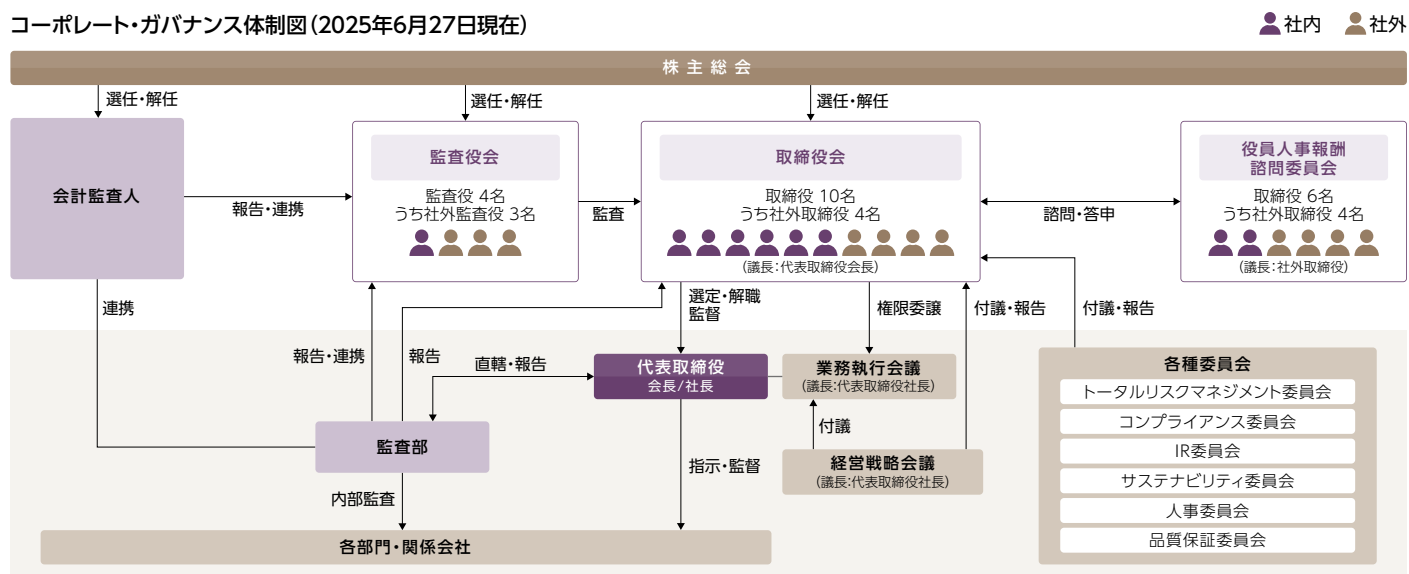 コーポレート・ガバナンス体制図（2025年6月27日現在）
社内
社外
株主総会
選任・解任
選任・解任
選任・解任
会計監査人
監査役会
監査役 4名
うち社外監査役 3名
取締役会
取締役 10名
うち社外取締役 4名
（議長：代表取締役会長）
役員人事報酬
諮問委員会
取締役 6名
うち社外取締役 4名
（議長：社外取締役）
報告・連携
監査
諮問・答申
連携
選定・解職
監督
権限委譲
付議・報告
付議・報告
報告・連携
報告
直轄・報告
代表取締役
会長/社長
業務執行会議
（議長：代表取締役社長）
付議
経営戦略会議
（議長：代表取締役社長）
監査部
指示・監督
内部監査
各部門・関係会社
各種委員会
トータルリスクマネジメント委員会
コンプライアンス委員会
IR委員会
サステナビリティ委員会
人事委員会
品質保証委員会